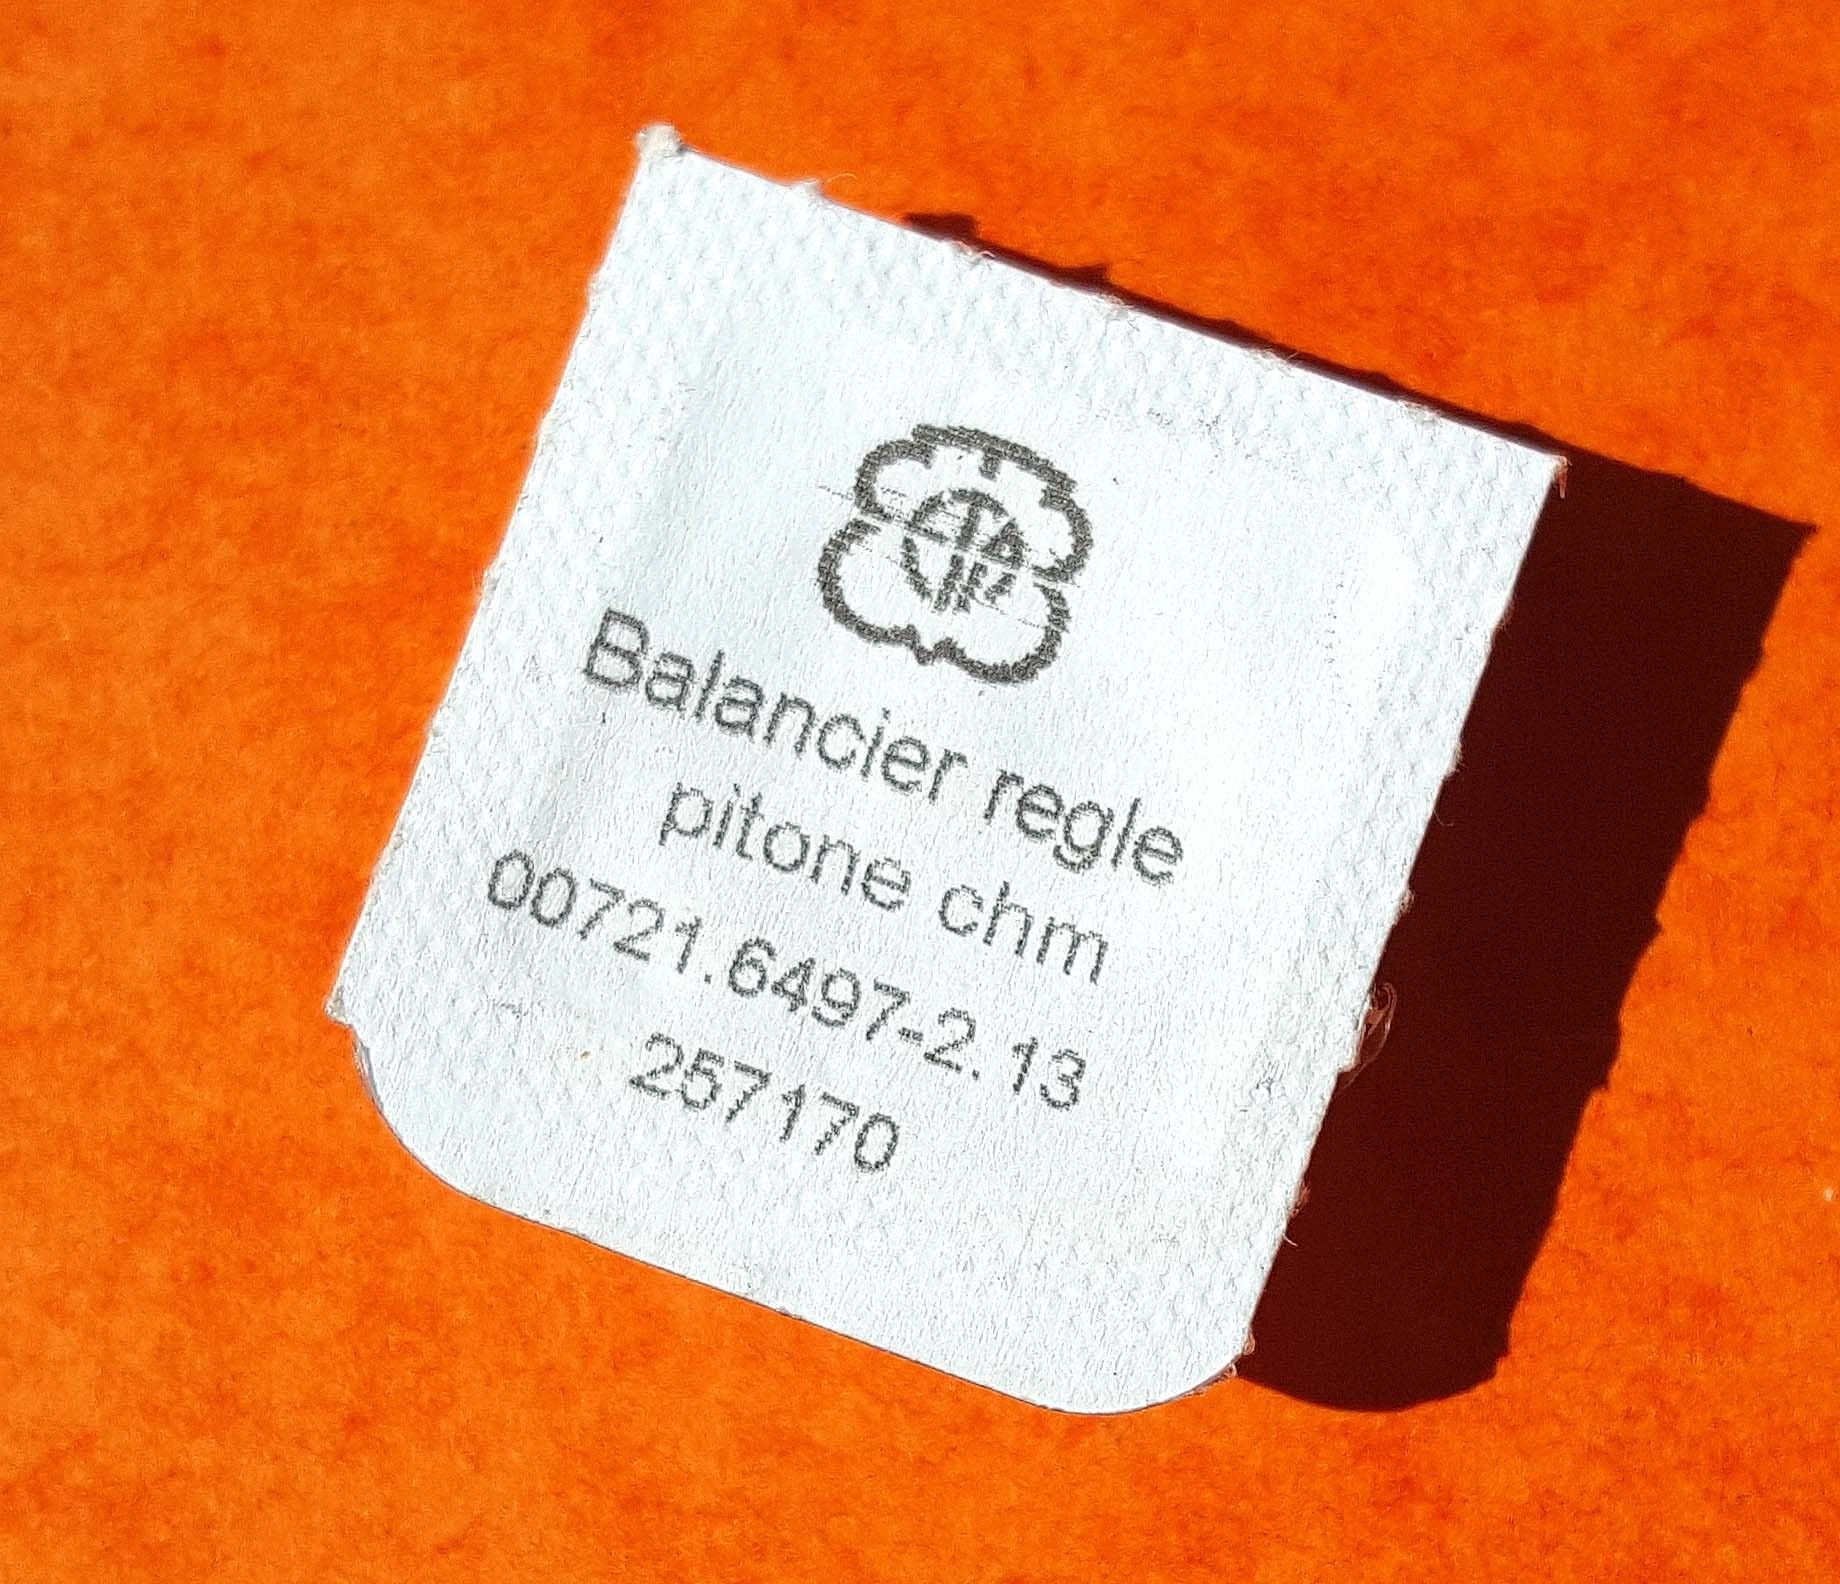 Balancier regle
pitone chm
00721.6497-2.13
257170